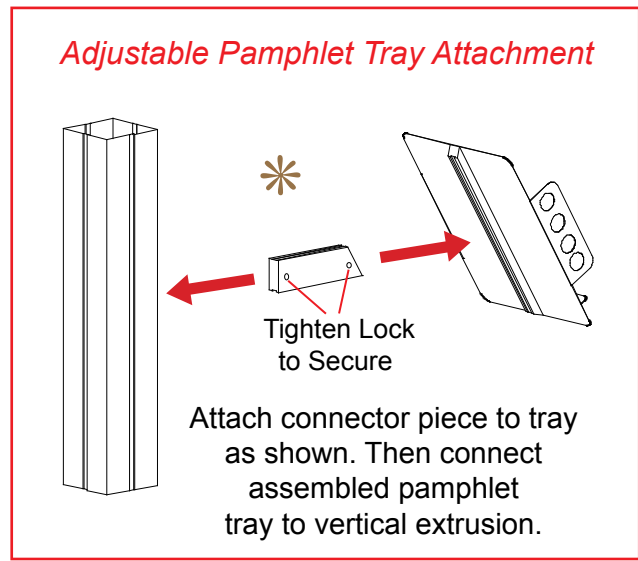 Adjustable Pamphlet Tray Attachment
Tighten Lock
to Secure
Attach connector piece to tray
as shown. Then connect
assembled pamphlet
tray to vertical extrusion.